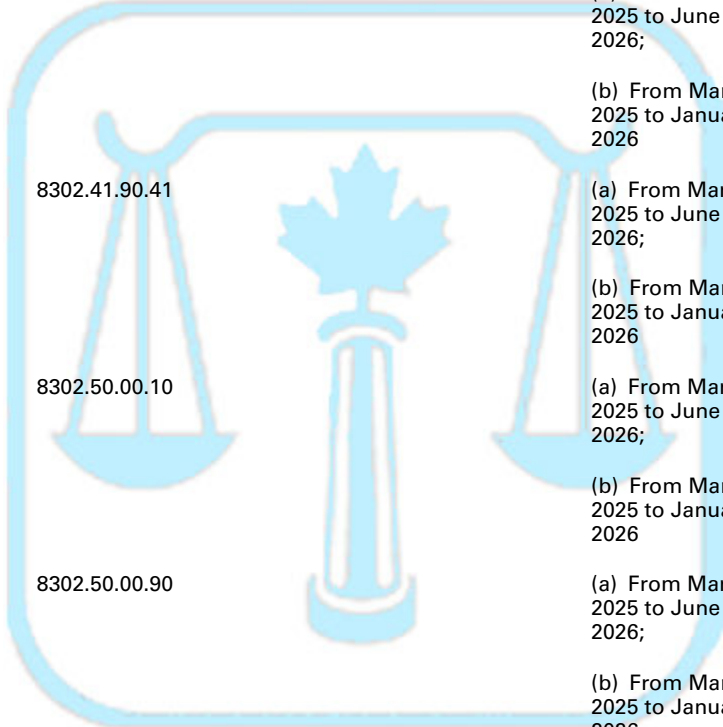 2025 to June
2026;
(b) From Mar
2025 to Janua
2026
8302.41.90.41 (a) From Mar
2025 to June
2026;
(b) From Mar
2025 to Janua
2026
8302.50.00.10 (a) From Mar
2025 to June
2026;
(b) From Mar
2025 to Janua
2026
8302.50.00.90 (a) From Mar
2025 to June
2026;
(b) From Mar
2025 to Janua